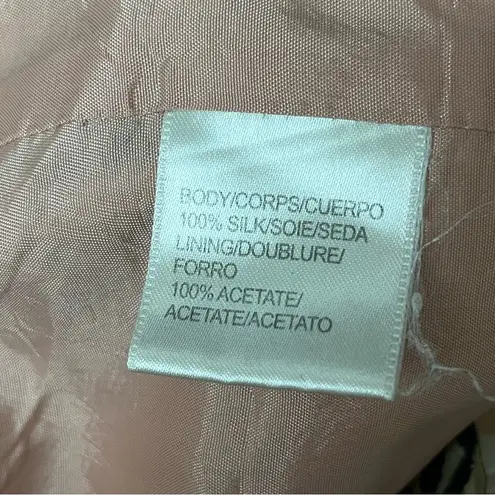 BODY/CORPS/CUERPO
100% SILK/SOIE/SEDA
LINING/DOUBLURE/
FORRO
100% ACETATE/
ACETATE/ACETATO